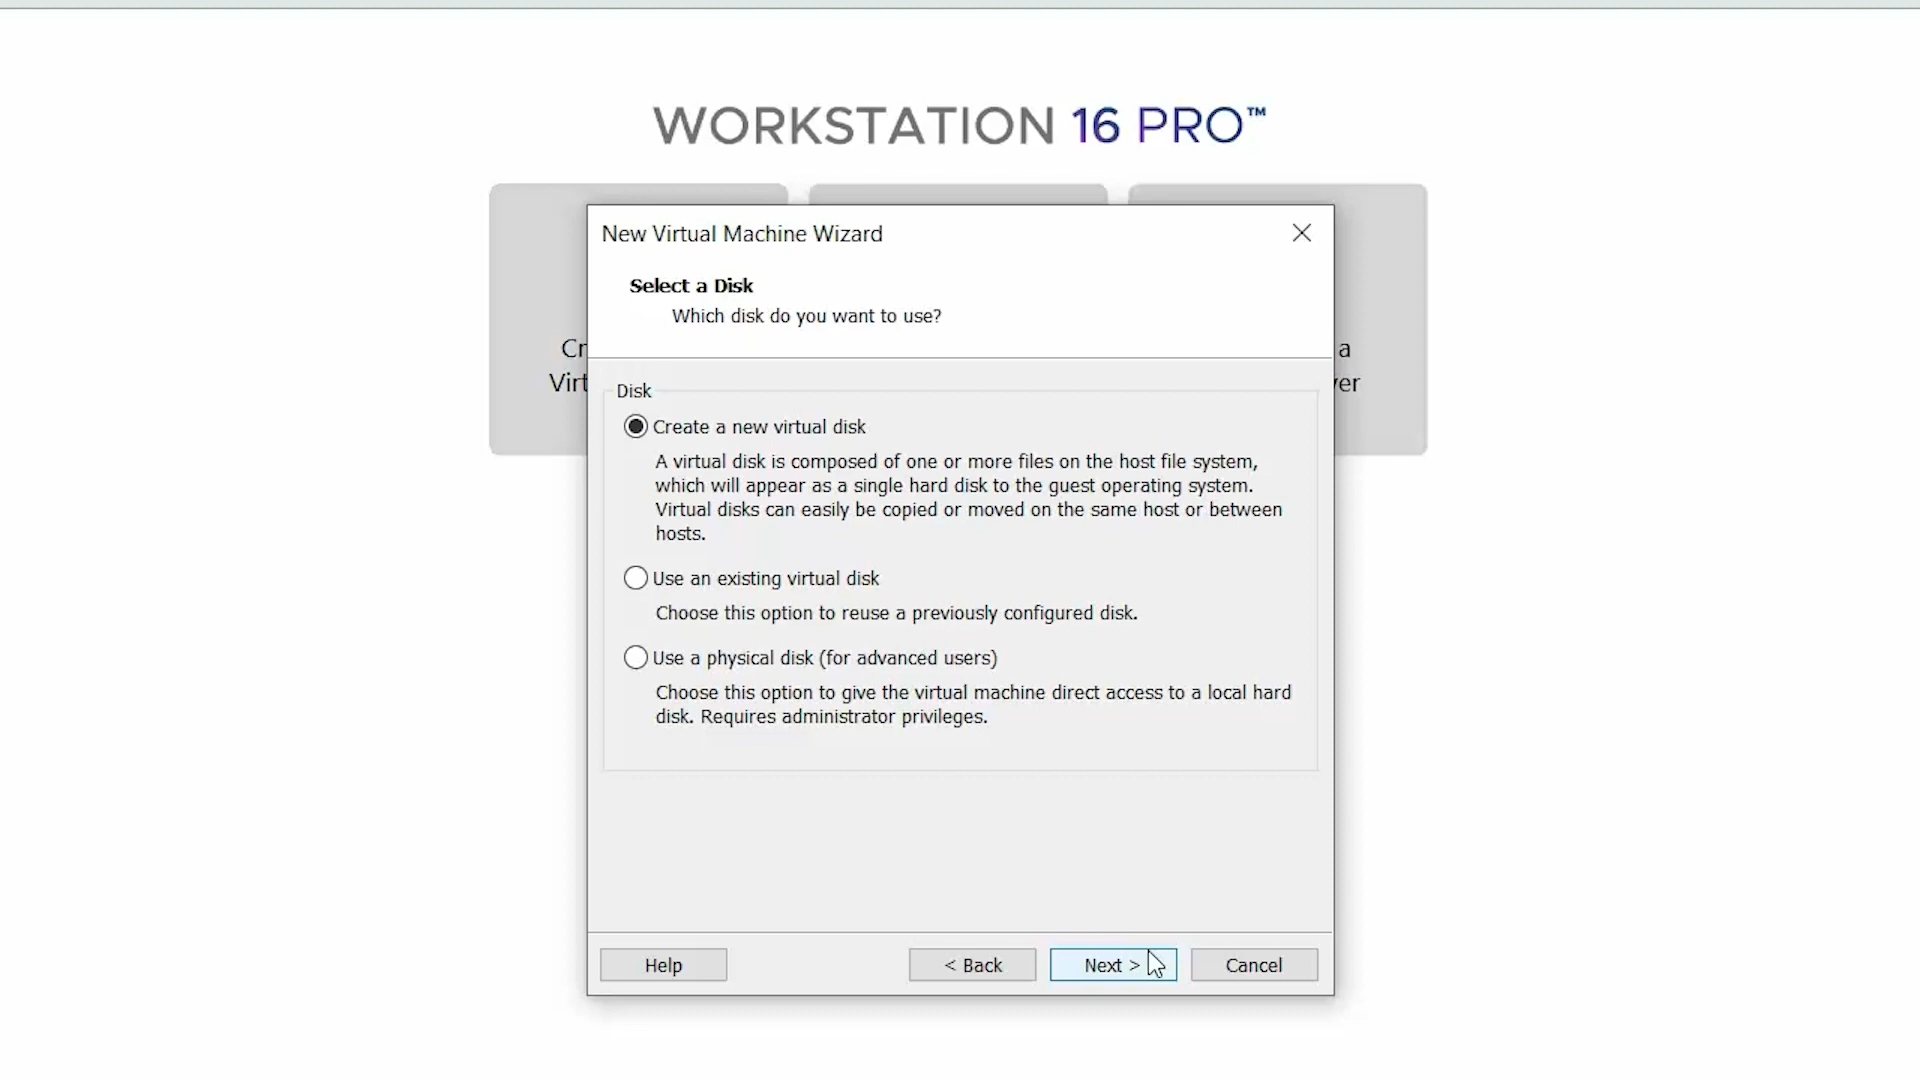 WORKSTATION 16 PRO™
New Virtual Machine Wizard
Select a Disk
Which disk do you want to use?
Disk
Create a new virtual disk
A virtual disk is composed of one or more files on the host file system,
which will appear as a single hard disk to the guest operating system.
Virtual disks can easily be copied or moved on the same host or between
hosts.
Use an existing virtual disk
Choose this option to reuse a previously configured disk.
Use a physical disk (for advanced users)
Choose this option to give the virtual machine direct access to a local hard
disk. Requires administrator privileges.
Help
< Back
Next >
Cancel